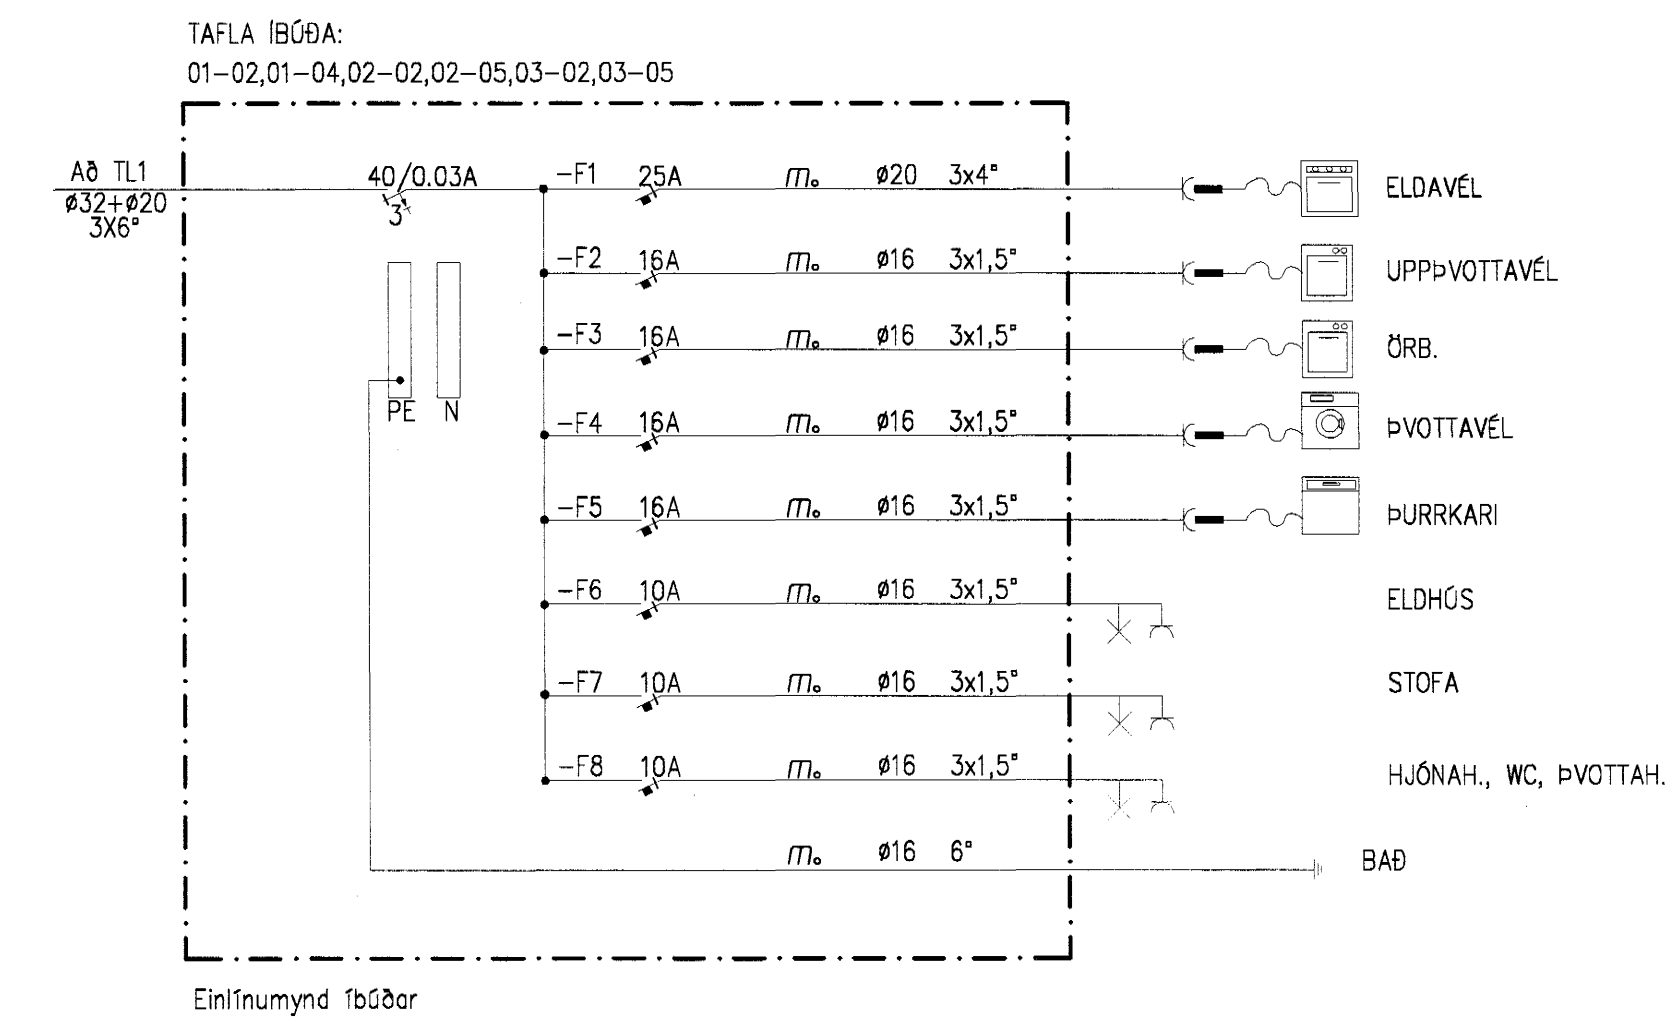 TAFLA ÍBÚÐA:
01-02,01-04,02-02,02-05,03-02,03-05
Að TL1
ø32+ø20
3X6▫
40/0.03A
3
PE N
-F1 25A m. ø20 3x4▫ ELDAVÉL
-F2 16A m. ø16 3x1,5▫ UPPÞVOTTAVÉL
-F3 16A m. ø16 3x1,5▫ ÖRB.
-F4 16A m. ø16 3x1,5▫ ÞVOTTAVÉL
-F5 16A m. ø16 3x1,5▫ ÞURRKARI
-F6 10A m. ø16 3x1,5▫ ELDHÚS
-F7 10A m. ø16 3x1,5▫ STOFA
-F8 10A m. ø16 3x1,5▫ HJÓNAH., WC, ÞVOTTAH.
m. ø16 6▫ BAÐ
Einlínumynd íbúðar